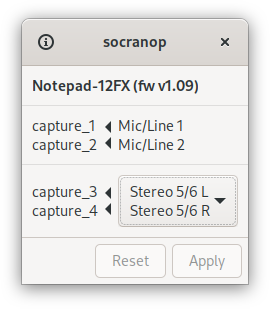 socranop
Notepad-12FX (fw v1.09)
capture_1 Mic/Line 1
capture_2 Mic/Line 2
capture_3 Stereo 5/6 L
capture_4 Stereo 5/6 R
Reset Apply